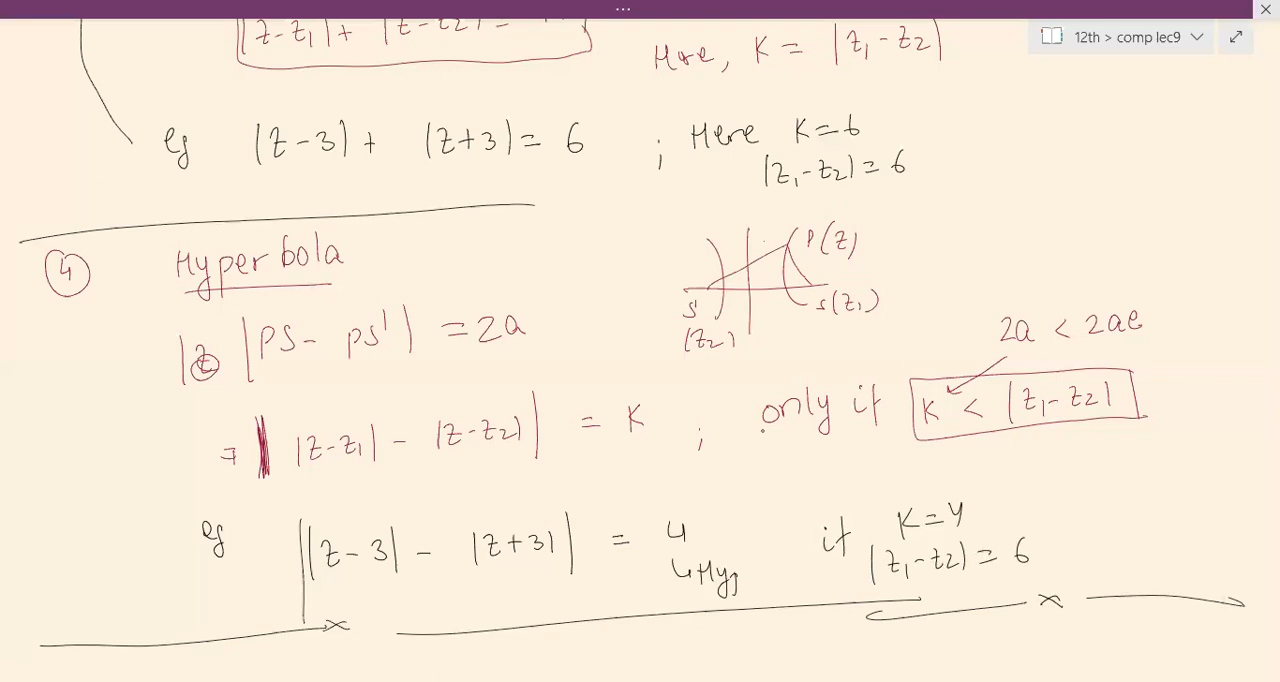 12th > comp lec9
|z-z1| + |z-z2| =
Here, K = |z1-z2|
eg |z-3| + |z+3| = 6 ; Here K=6
|z1-z2| = 6
4 Hyperbola
P(z)
S' S(z1)
(z2)
|PS - PS'| = 2a
2a < 2ae
| |z-z1| - |z-z2| | = K ; only if K < |z1-z2|
eg ||z-3| - |z+3|| = 4 if K=4
Hyp |z1-z2| = 6